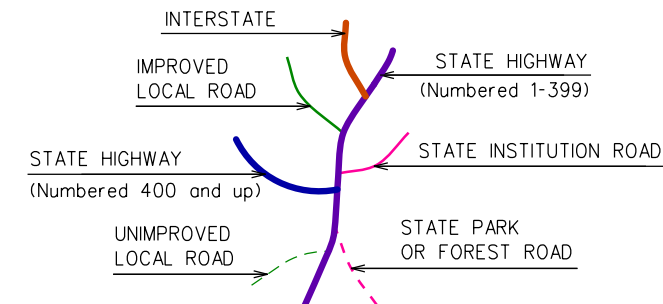 INTERSTATE
STATE HIGHWAY
(Numbered 1-399)
IMPROVED
LOCAL ROAD
STATE INSTITUTION ROAD
STATE HIGHWAY
(Numbered 400 and up)
STATE PARK
OR FOREST ROAD
UNIMPROVED
LOCAL ROAD